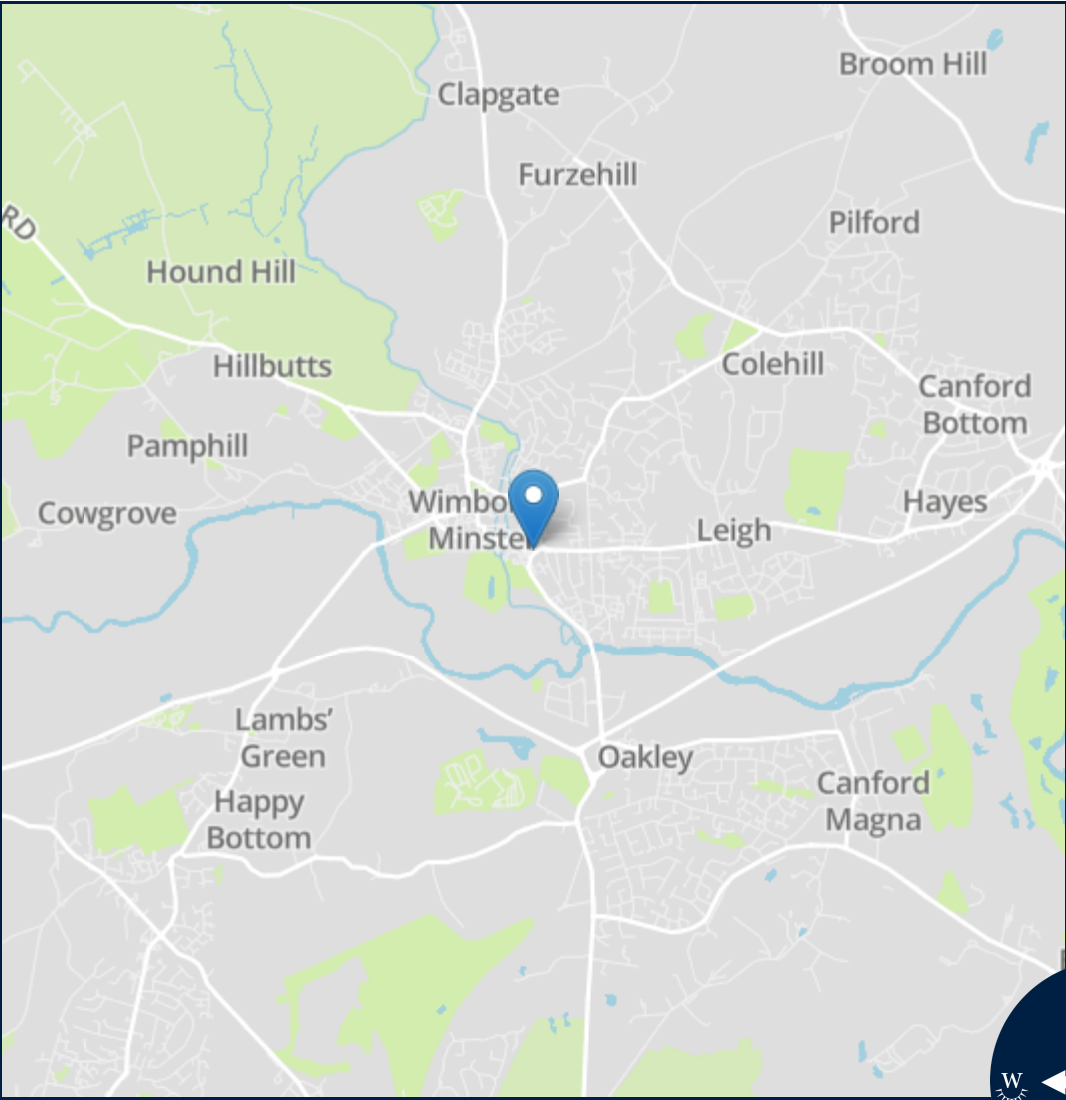 Broom Hill
Clapgate
Furzehill
RD
Pilford
Hound Hill
Hillbutts
Colehill
Canford
Bottom
Pamphill
Wimbo
Minster
Cowgrove
Hayes
Leigh
Lambs’
Green
Oakley
Canford
Magna
Happy
Bottom
W